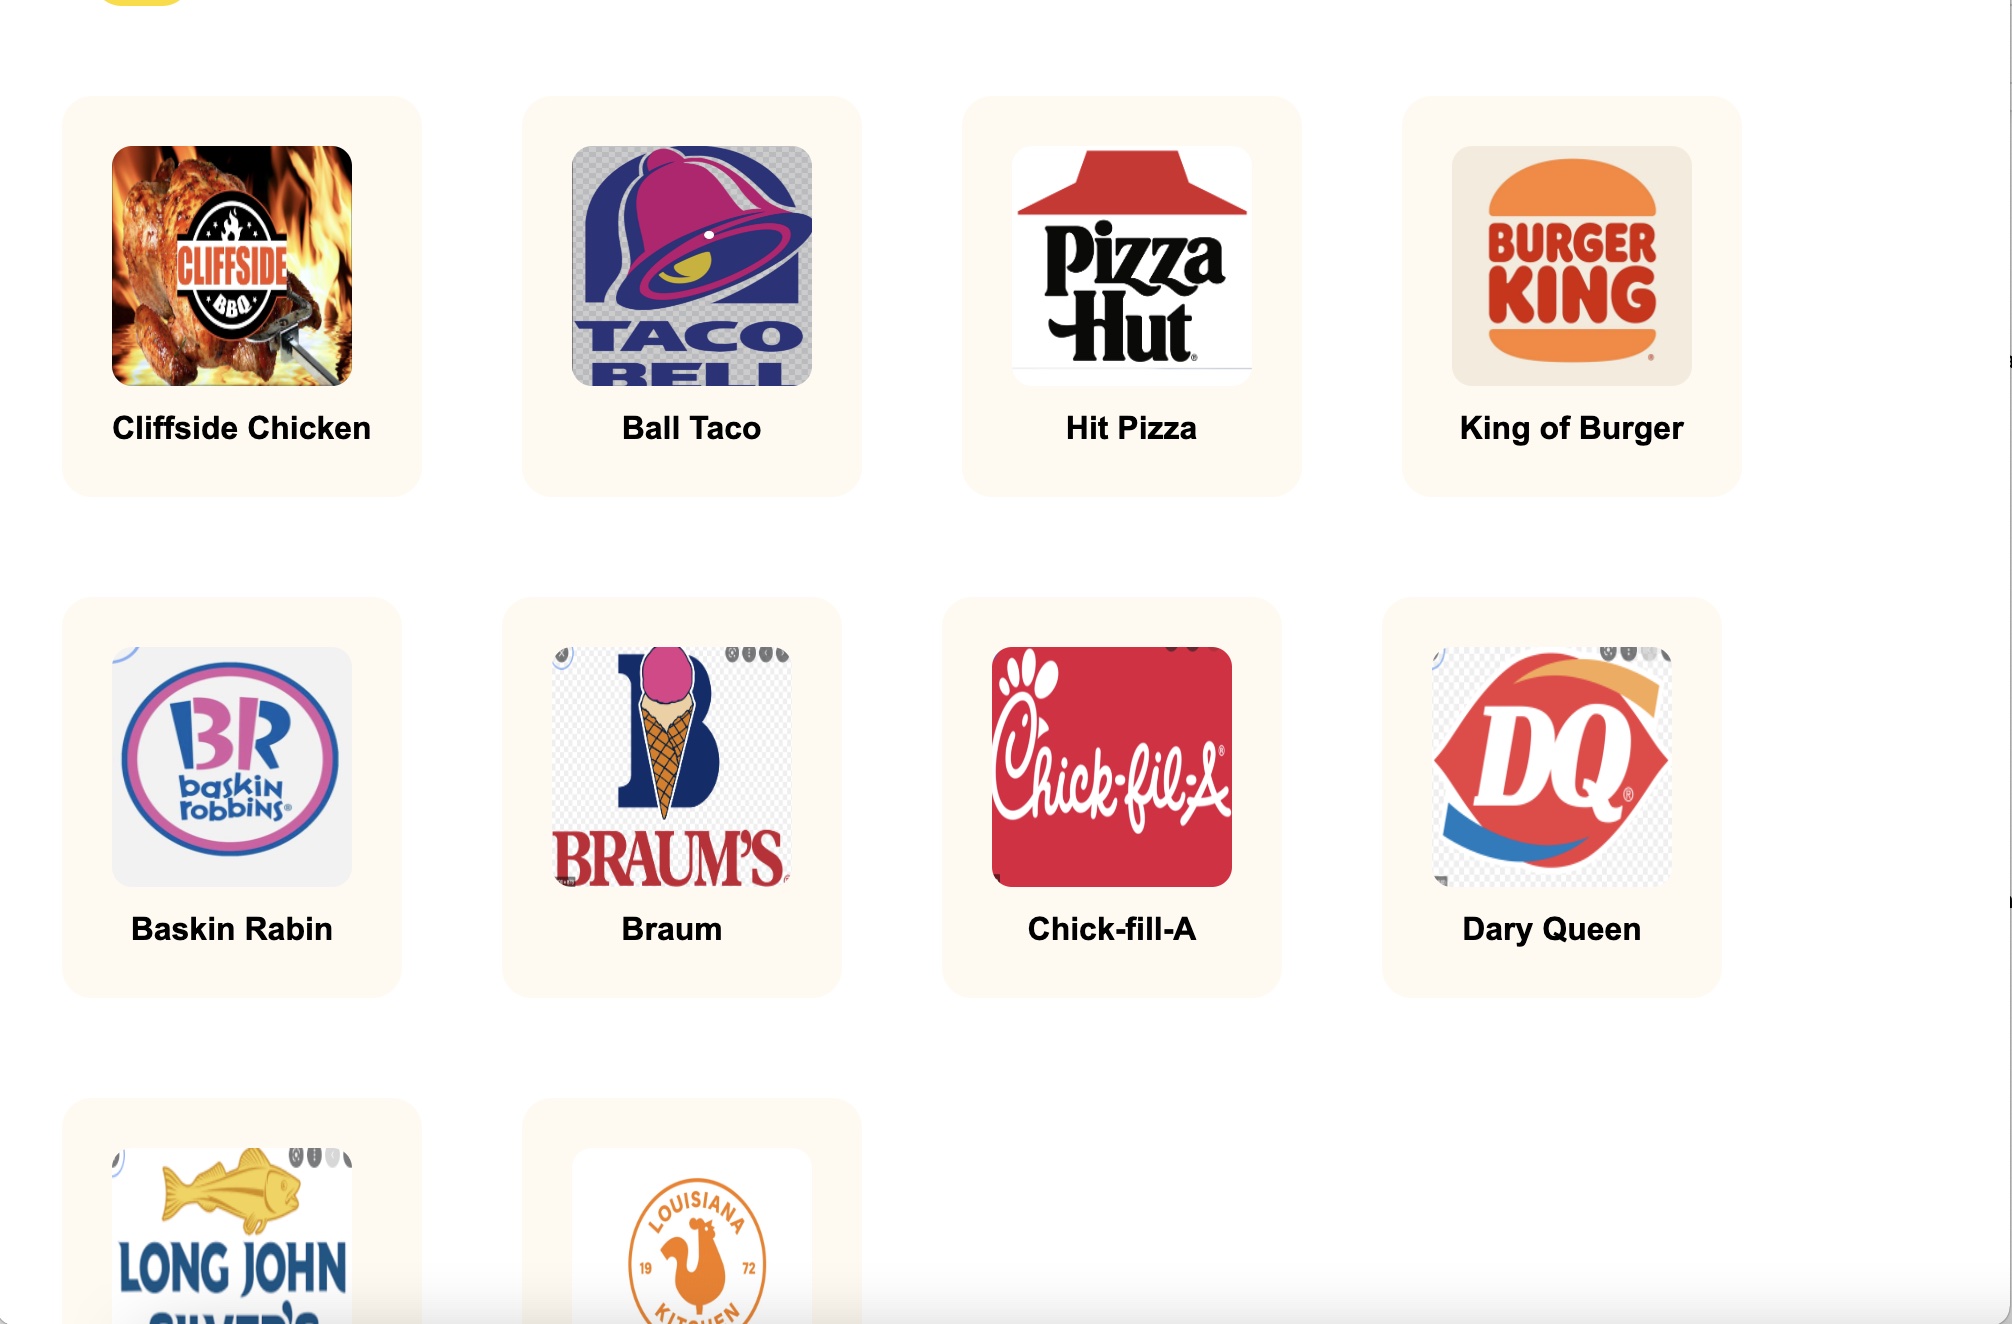 CLIFFSIDE
BBQ
Cliffside Chicken
TACO
BELL
Ball Taco
Pizza
Hut®
Hit Pizza
BURGER
KING
®
King of Burger
BR
baskin
robbins®
Baskin Rabin
B
BRAUM'S
Braum
Chick-fil-A®
Chick-fill-A
DQ®
Dary Queen
LONG JOHN
SILVER'S
LOUISIANA
19 72
KITCHEN